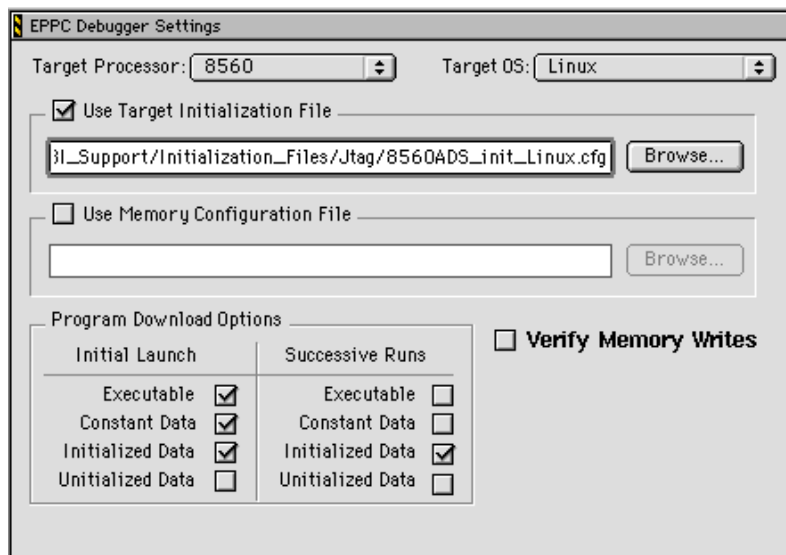 EPPC Debugger Settings
Target Processor: 8560 Target OS: Linux
Use Target Initialization File
I_Support/Initialization_Files/Jtag/8560ADS_init_Linux.cfg Browse...
Use Memory Configuration File
Browse...
Program Download Options
Verify Memory Writes
Initial Launch Successive Runs
Executable Executable
Constant Data Constant Data
Initialized Data Initialized Data
Unitialized Data Unitialized Data